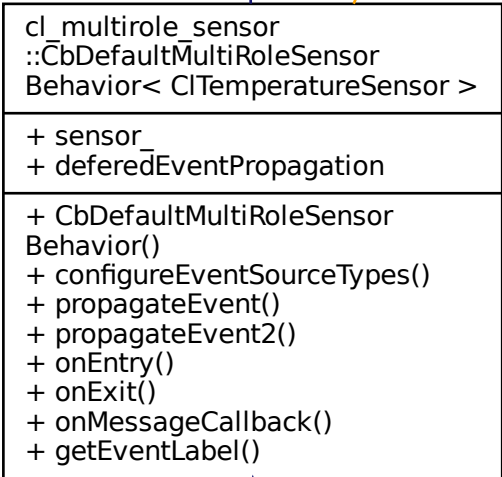 cl_multirole_sensor
::CbDefaultMultiRoleSensor
Behavior< ClTemperatureSensor >
+ sensor_
+ deferedEventPropagation
+ CbDefaultMultiRoleSensor
Behavior()
+ configureEventSourceTypes()
+ propagateEvent()
+ propagateEvent2()
+ onEntry()
+ onExit()
+ onMessageCallback()
+ getEventLabel()